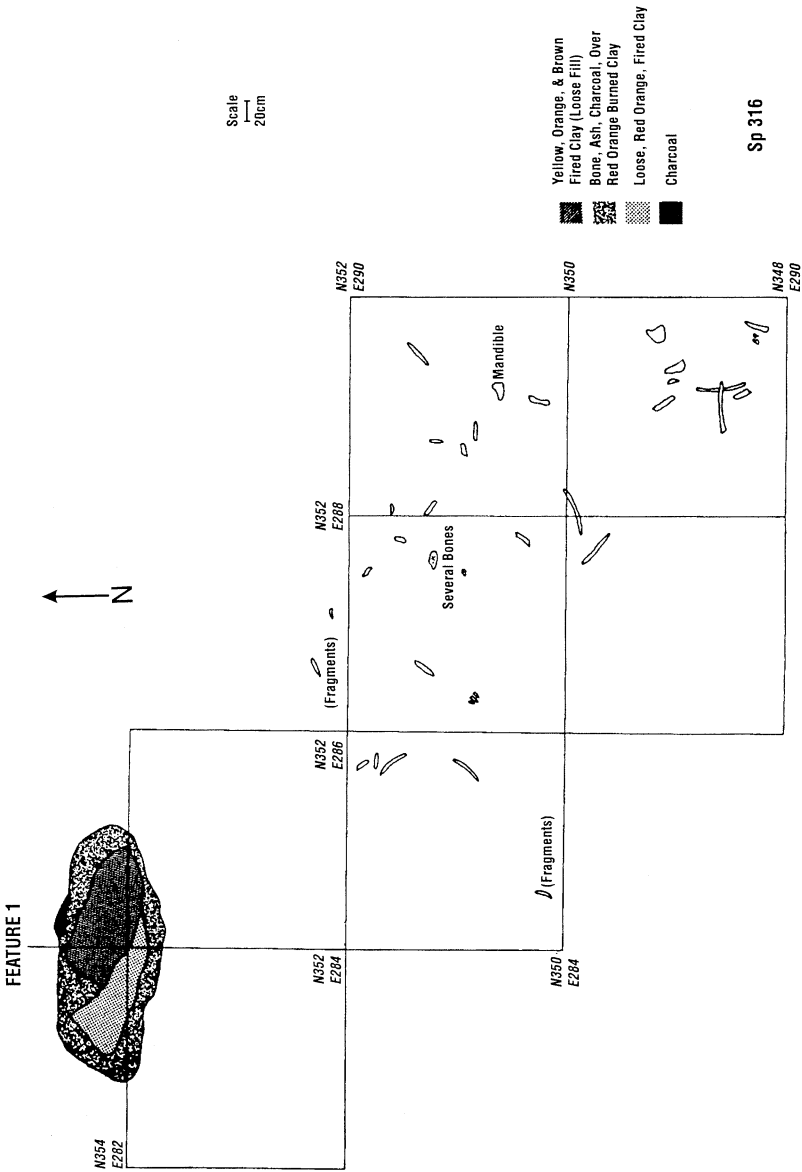 FEATURE 1
N
Scale
20cm
N354
E282
N352
E284
N352
E286
N352
E288
N352
E290
N350
E284
N350
N348
E290
(Fragments)
(Fragments)
Several Bones
Mandible
Yellow, Orange, & Brown
Fired Clay (Loose Fill)
Bone, Ash, Charcoal, Over
Red Orange Burned Clay
Loose, Red Orange, Fired Clay
Charcoal
Sp 316